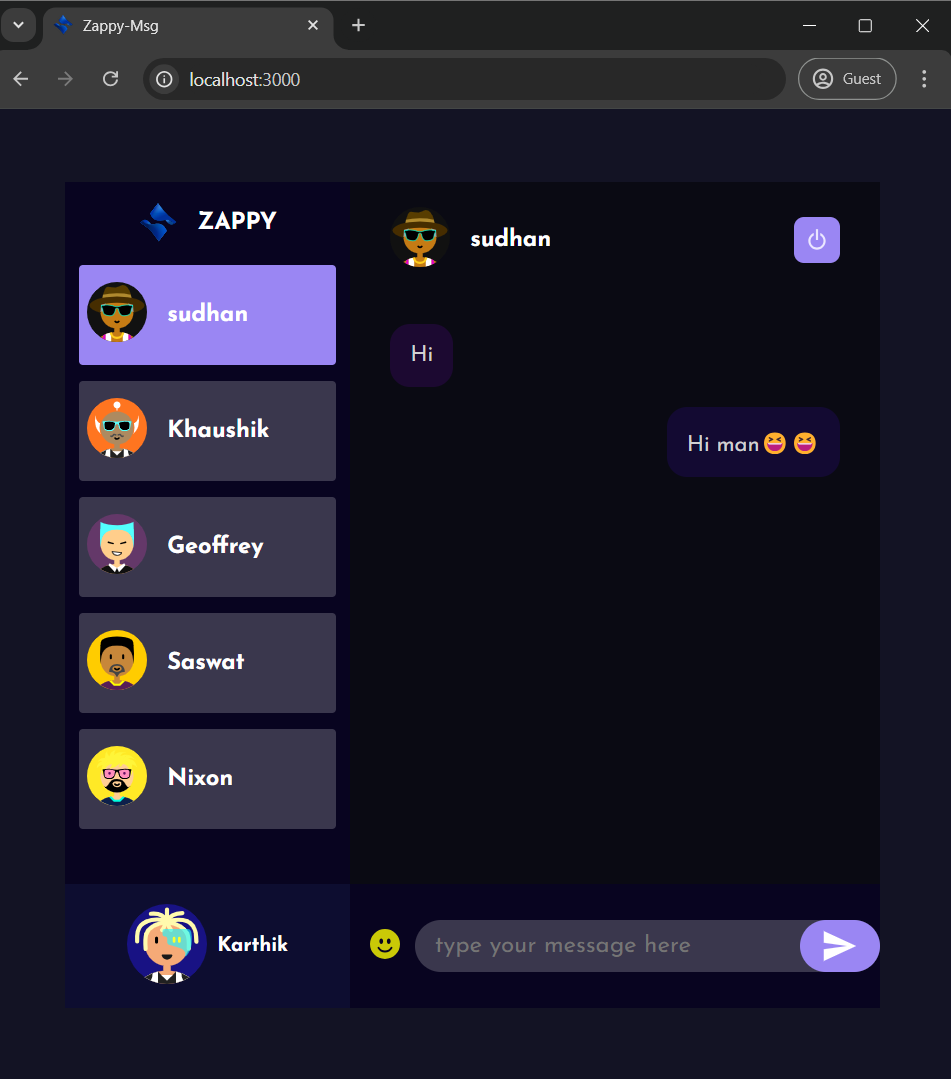 Zappy-Msg
localhost:3000
Guest
ZAPPY
sudhan
Khaushik
Geoffrey
Saswat
Nixon
Karthik
sudhan
Hi
Hi man😆 😆
type your message here